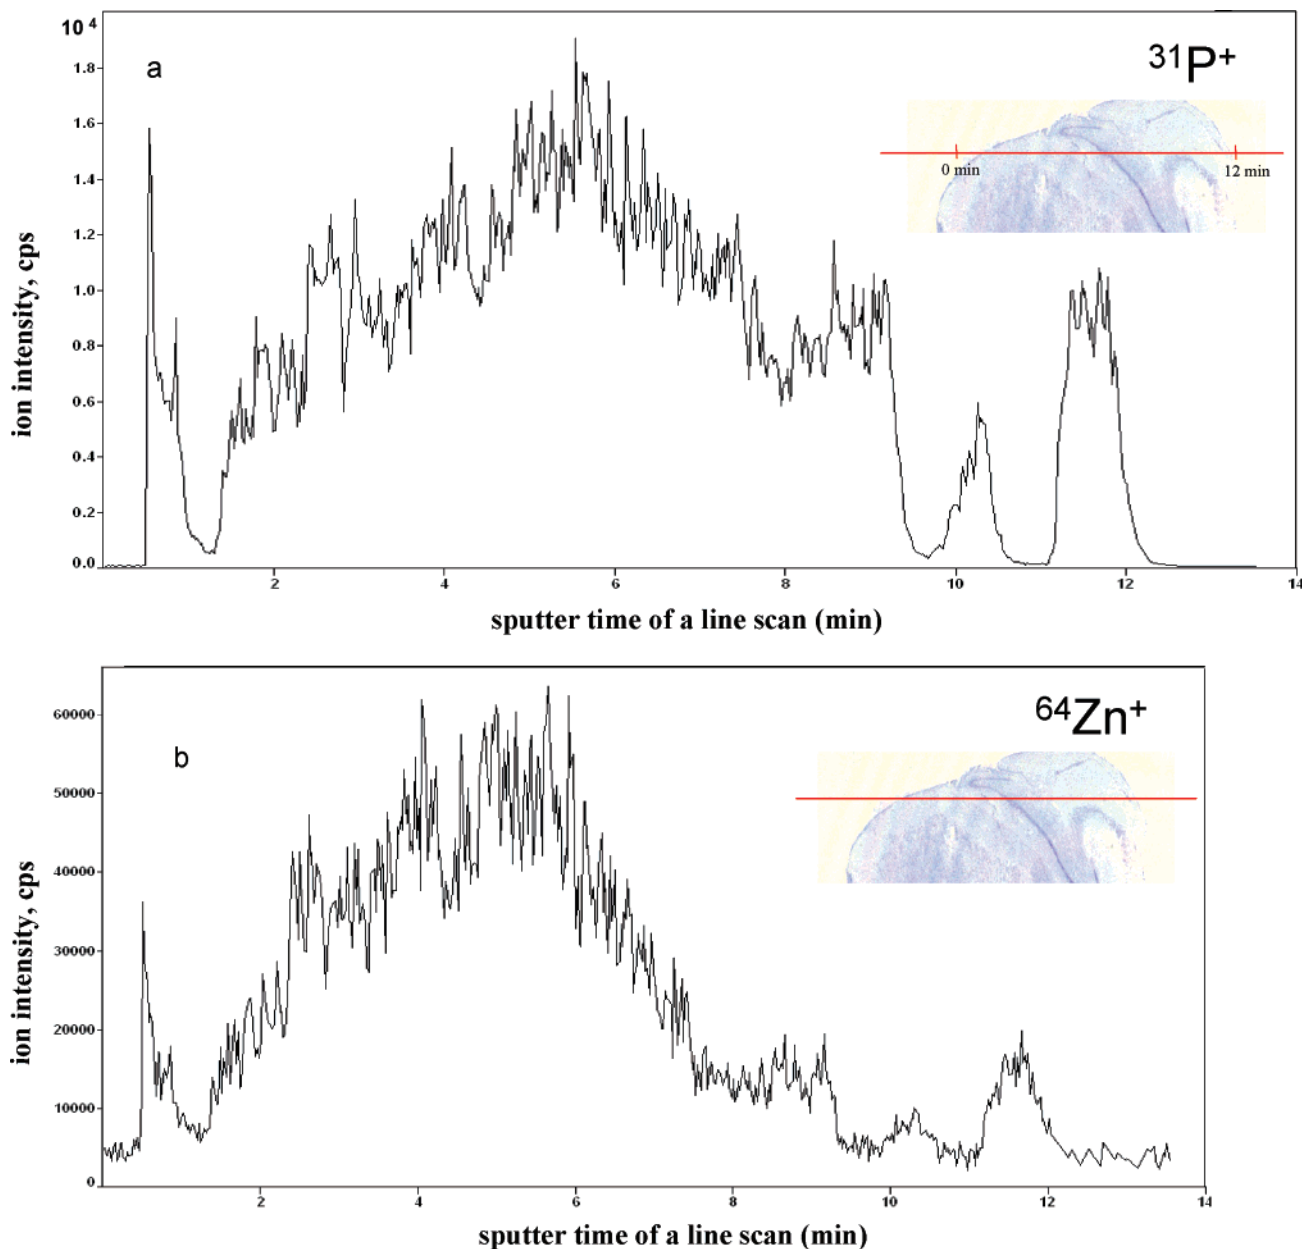 10⁴
a
³¹P⁺
1.8
1.6
1.4
1.2
1.0
0.8
0.6
0.4
0.2
0.0
ion intensity, cps
0 min
12 min
2 4 6 8 10 12 14
sputter time of a line scan (min)
b
⁶⁴Zn⁺
60000
50000
40000
30000
20000
10000
0
ion intensity, cps
2 4 6 8 10 12 14
sputter time of a line scan (min)